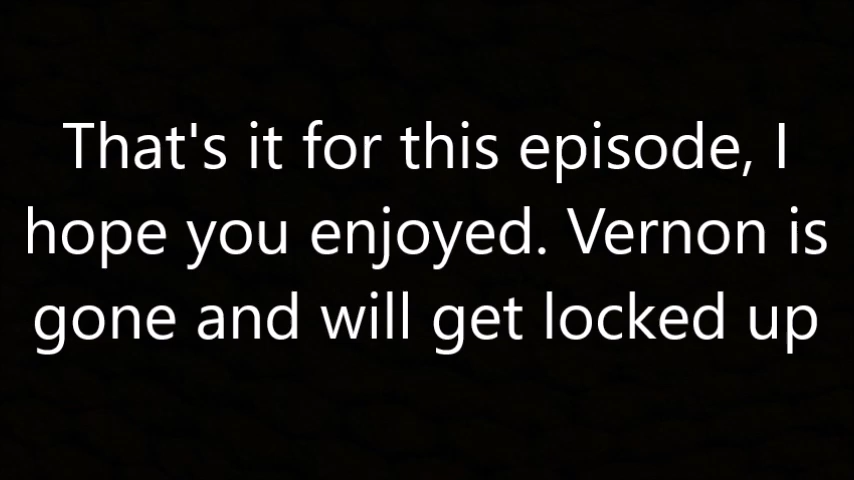 That's it for this episode, I
hope you enjoyed. Vernon is
gone and will get locked up